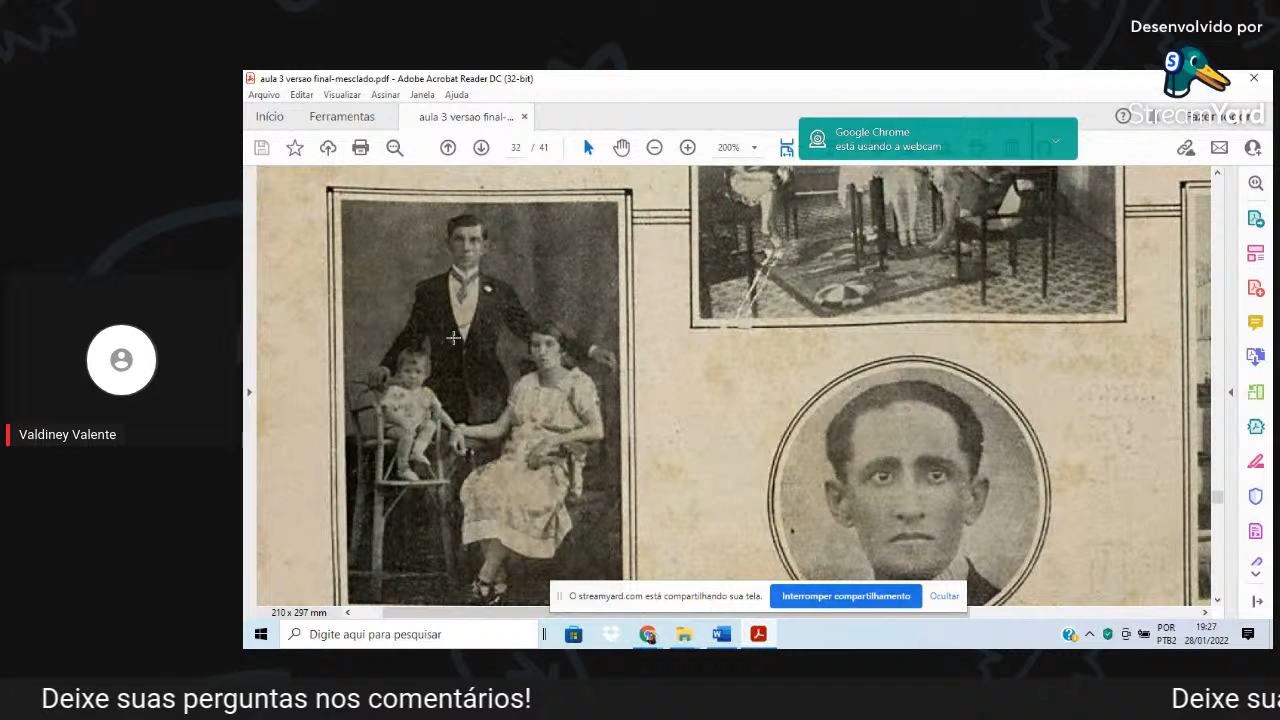 Desenvolvido por
StreamYard
aula 3 versao final-mesclado.pdf - Adobe Acrobat Reader DC (32-bit)
Arquivo Editar Visualizar Assinar Janela Ajuda
Início Ferramentas aula 3 versao final-...
Google Chrome
está usando a webcam
32 / 41 200%
Valdiney Valente
O streamyard.com está compartilhando sua tela. Interromper compartilhamento Ocultar
210 x 297 mm
Digite aqui para pesquisar
POR 19:27
PTB2 28/01/2022
Deixe suas perguntas nos comentários! Deixe sua